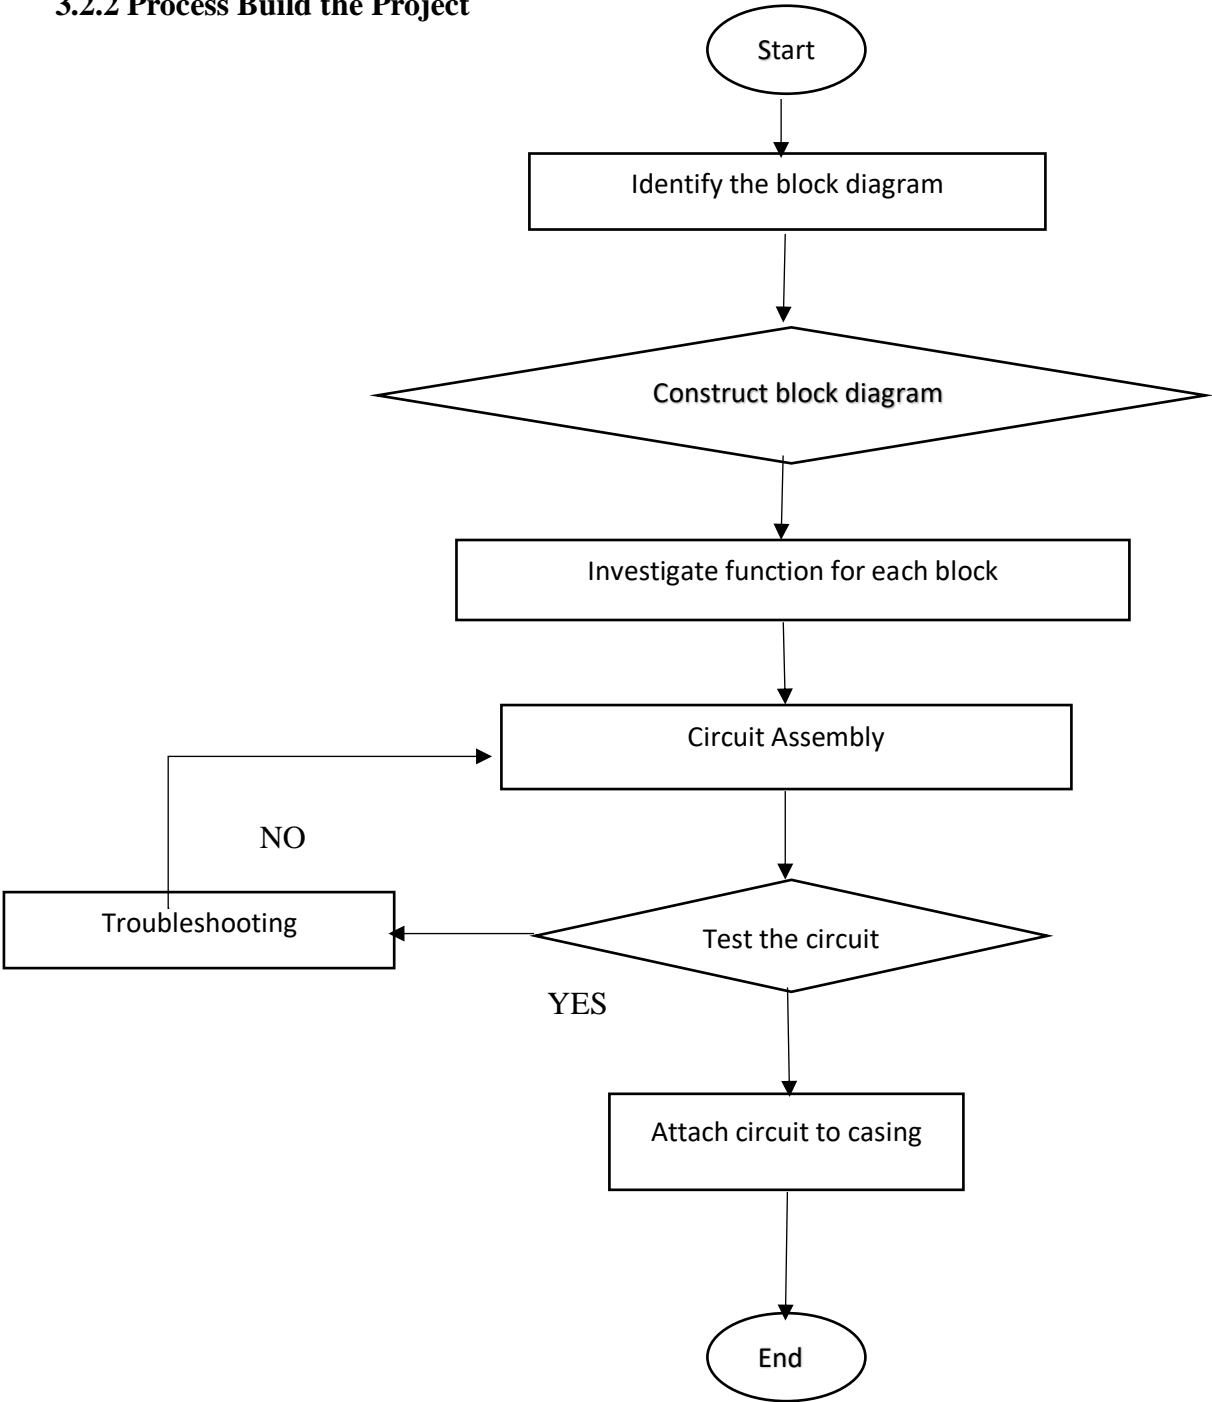 3.2.2 Process Build the Project
Start
Identify the block diagram
Construct block diagram
Investigate function for each block
Circuit Assembly
NO
Troubleshooting
Test the circuit
YES
Attach circuit to casing
End